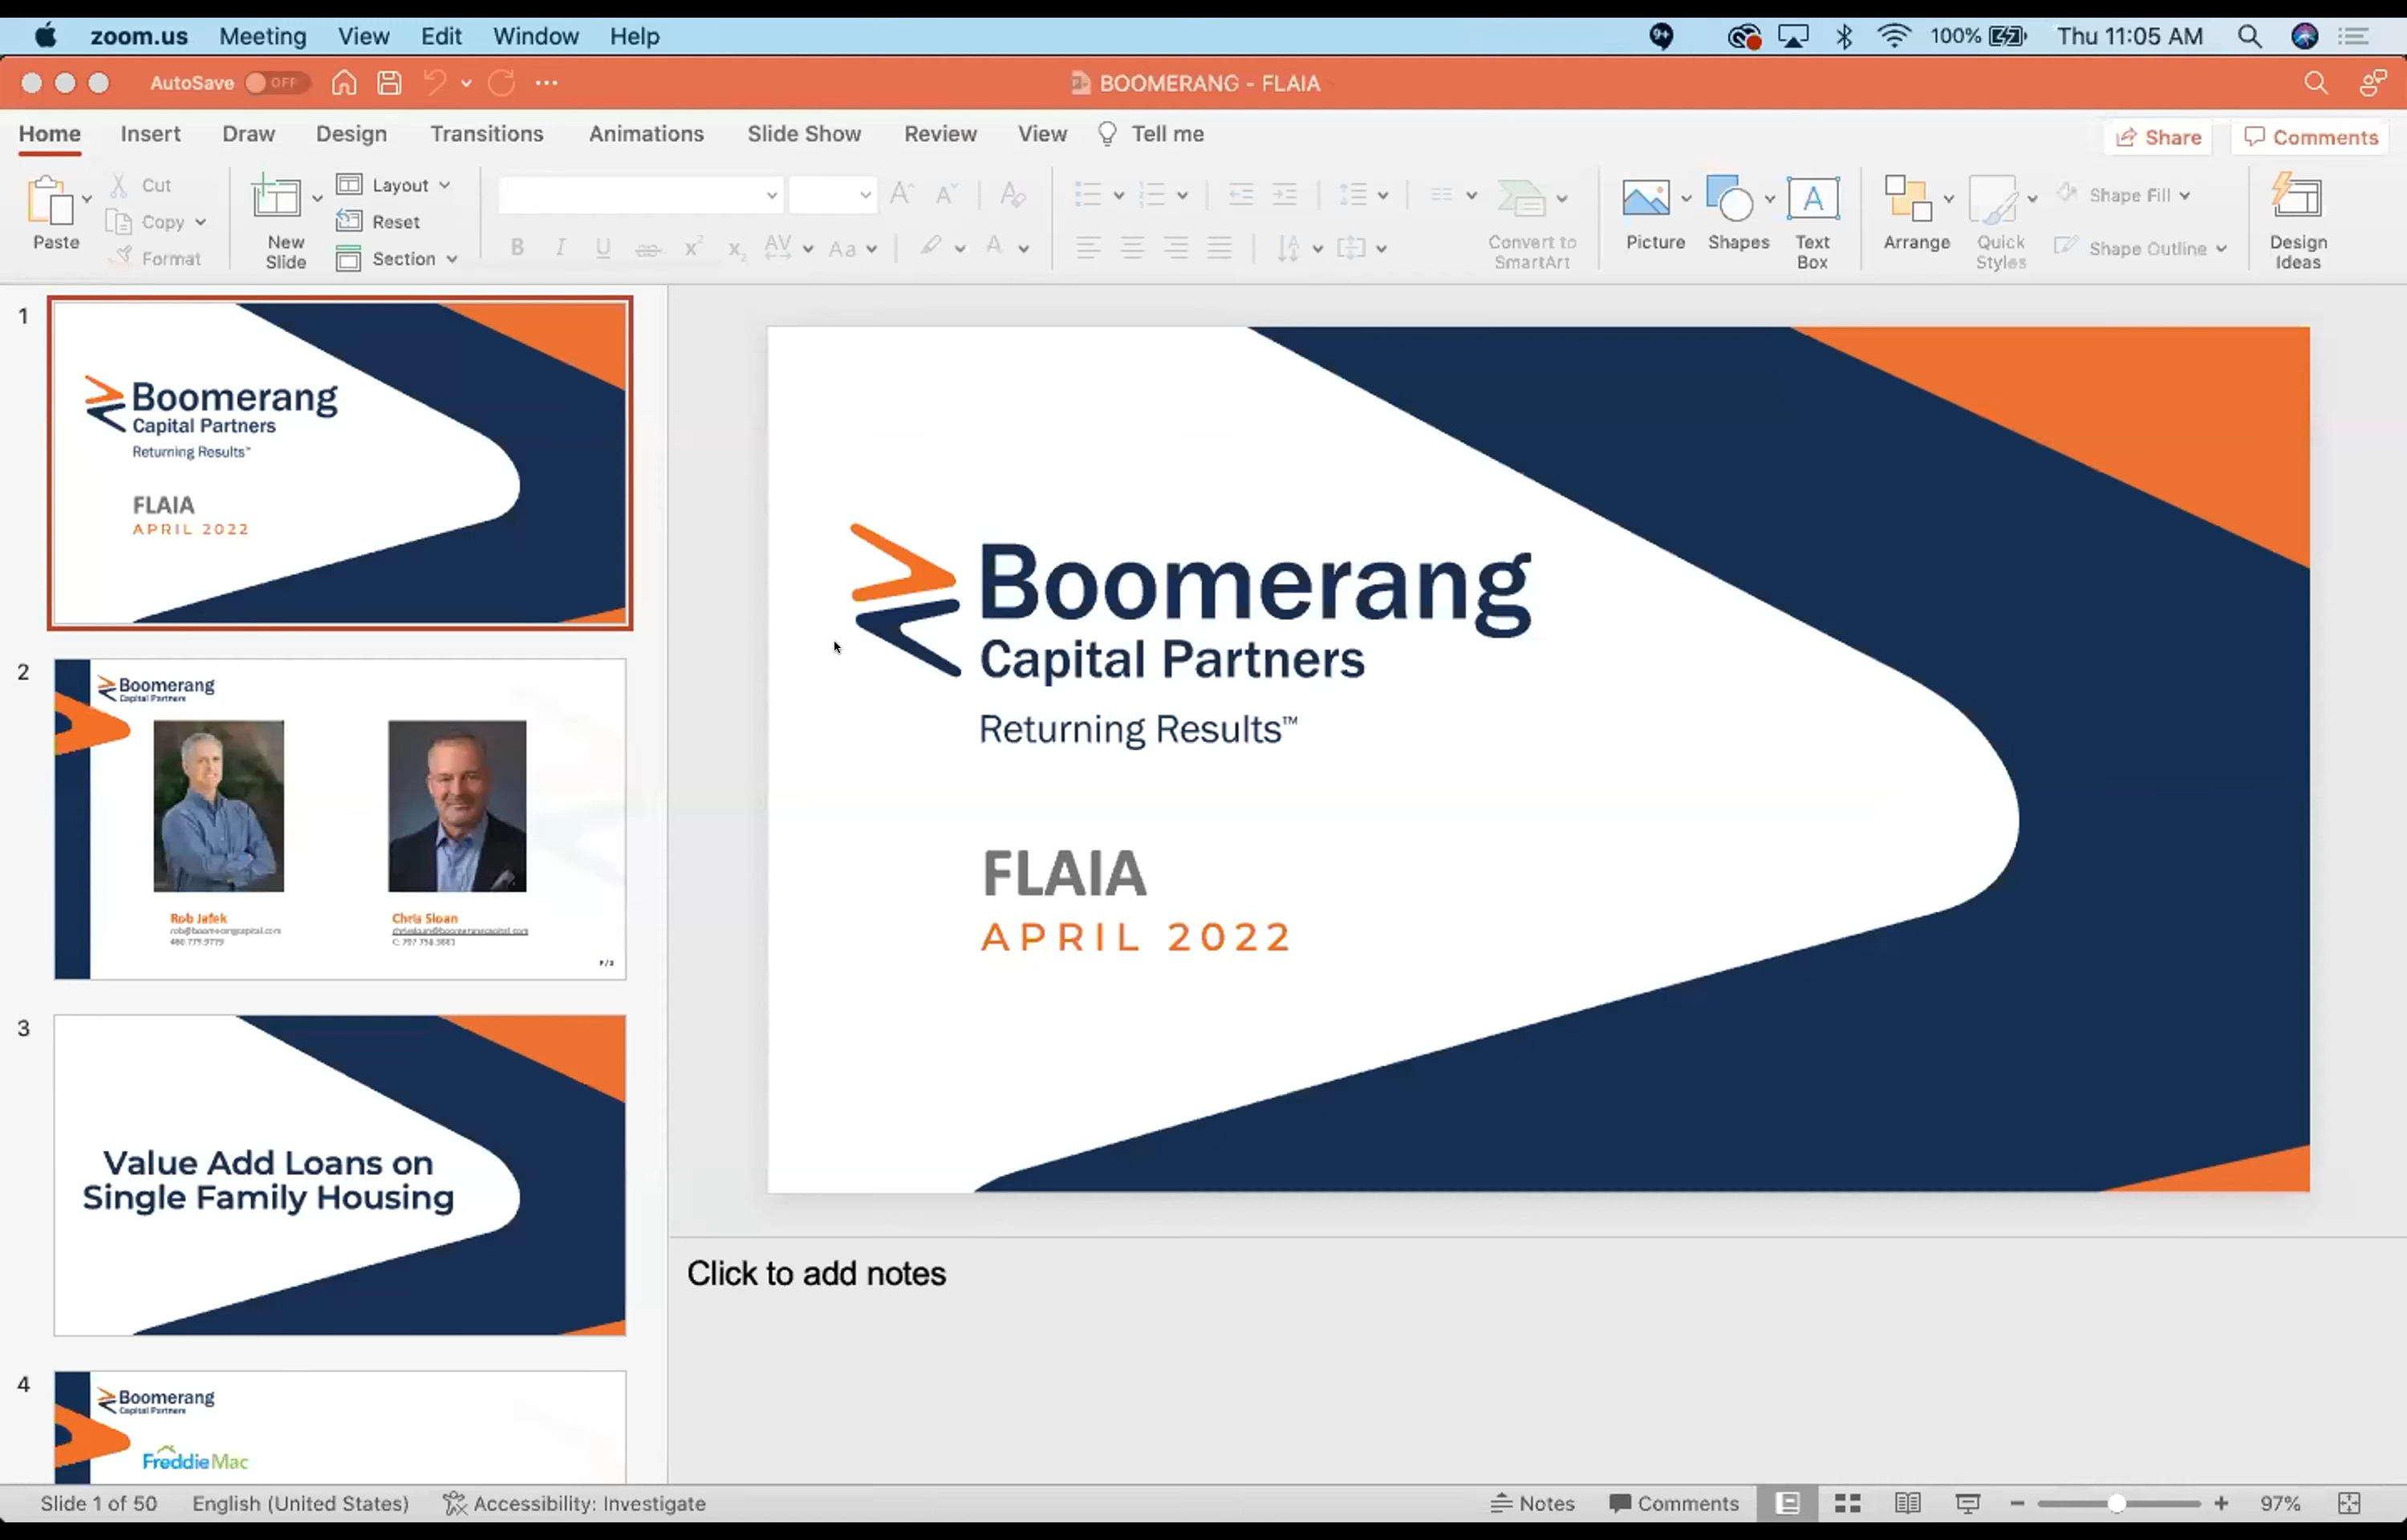 zoom.us Meeting View Edit Window Help 9+ 100% Thu 11:05 AM
AutoSave OFF BOOMERANG - FLAIA
Home Insert Draw Design Transitions Animations Slide Show Review View Tell me Share Comments
Paste Cut Copy Format New Slide Layout Reset Section
Convert to SmartArt Picture Shapes Text Box Arrange Quick Styles Shape Fill Shape Outline Design Ideas
1
Boomerang
Capital Partners
Returning Results™
FLAIA
APRIL 2022
2
Boomerang
Capital Partners
Rob Jafek
Chris Sloan
3
Value Add Loans on
Single Family Housing
4
Boomerang
Capital Partners
FreddieMac
Boomerang
Capital Partners
Returning Results™
FLAIA
APRIL 2022
Click to add notes
Slide 1 of 50 English (United States) Accessibility: Investigate Notes Comments 97%